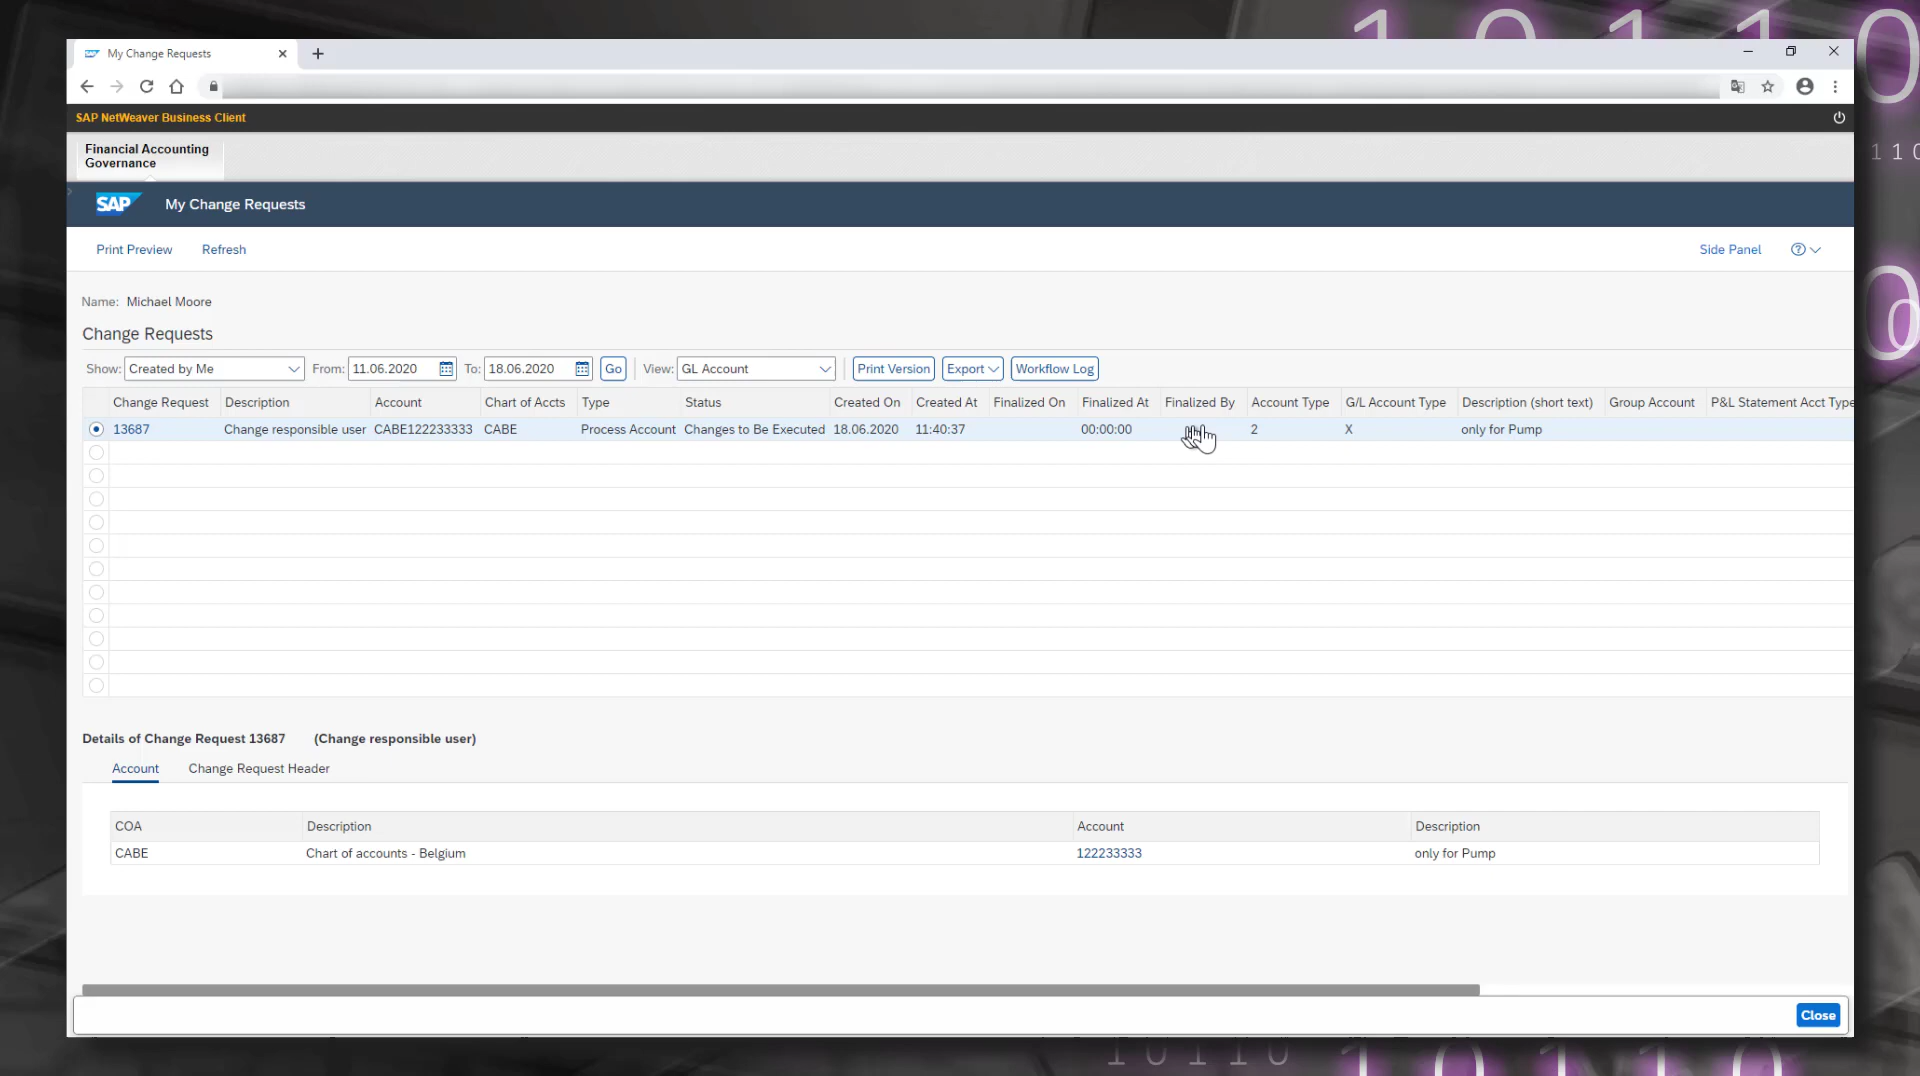 My Change Requests
SAP NetWeaver Business Client
Financial Accounting
Governance
SAP My Change Requests
Print Preview Refresh Side Panel
Name: Michael Moore
Change Requests
Show: Created by Me From: 11.06.2020 To: 18.06.2020 Go View: GL Account Print Version Export Workflow Log
Change Request Description Account Chart of Accts Type Status Created On Created At Finalized On Finalized At Finalized By Account Type G/L Account Type Description (short text) Group Account P&L Statement Acct Type
13687 Change responsible user CABE122233333 CABE Process Account Changes to Be Executed 18.06.2020 11:40:37 00:00:00 2 X only for Pump
Details of Change Request 13687 (Change responsible user)
Account Change Request Header
COA Description Account Description
CABE Chart of accounts - Belgium 122233333 only for Pump
Close